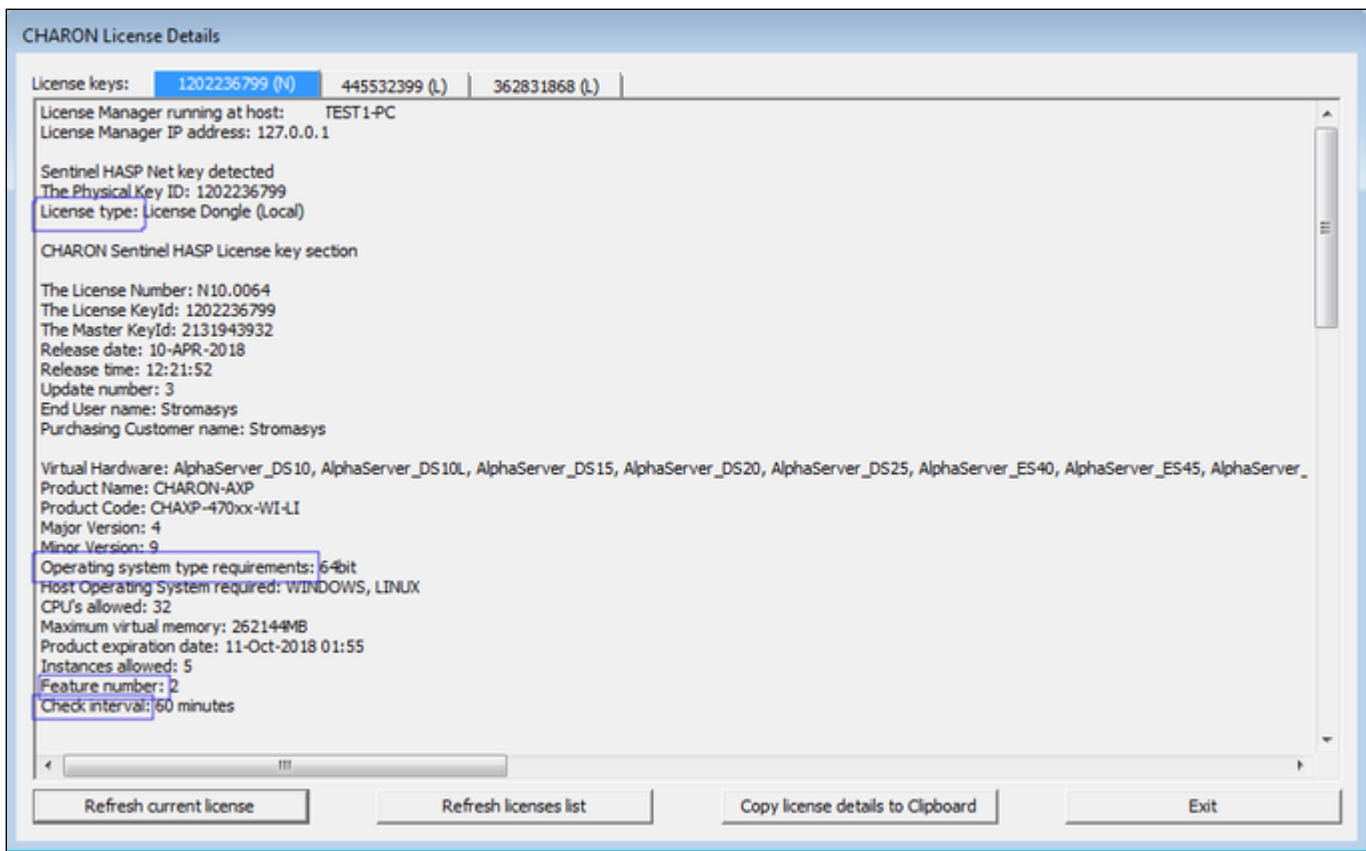 CHARON License Details
License keys: 1202236799 (N) 445532399 (L) 362831868 (L)
License Manager running at host: TEST1-PC
License Manager IP address: 127.0.0.1
Sentinel HASP Net key detected
The Physical Key ID: 1202236799
License type: License Dongle (Local)
CHARON Sentinel HASP License key section
The License Number: N10.0064
The License KeyId: 1202236799
The Master KeyId: 2131943932
Release date: 10-APR-2018
Release time: 12:21:52
Update number: 3
End User name: Stromasys
Purchasing Customer name: Stromasys
Virtual Hardware: AlphaServer_DS10, AlphaServer_DS10L, AlphaServer_DS15, AlphaServer_DS20, AlphaServer_DS25, AlphaServer_ES40, AlphaServer_ES45, AlphaServer_
Product Name: CHARON-AXP
Product Code: CHAXP-470xx-WI-LI
Major Version: 4
Minor Version: 9
Operating system type requirements: 64bit
Host Operating System required: WINDOWS, LINUX
CPU's allowed: 32
Maximum virtual memory: 262144MB
Product expiration date: 11-Oct-2018 01:55
Instances allowed: 5
Feature number: 2
Check interval: 60 minutes
Refresh current license Refresh licenses list Copy license details to Clipboard Exit